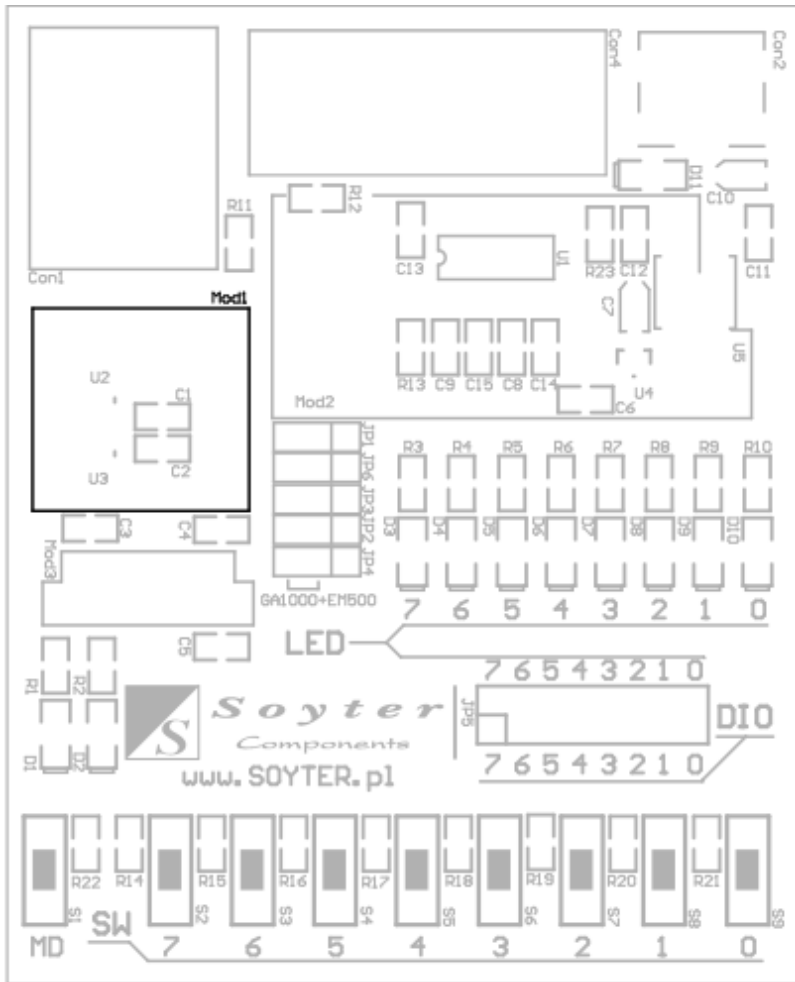 Con4
Con2
D11
C10
R12
R11
C13
U1
R23
C12
C11
Con1
Mod1
C7
U5
U2
C1
R13
C9
C15
C8
C14
U4
C6
Mod2
C2
U3
JP1
JP6
JP3
JP2
JP4
R3
R4
R5
R6
R7
R8
R9
R10
C3
C4
D3
D4
D5
D6
D7
D8
D9
D10
Mod3
GA1000+EM500
7 6 5 4 3 2 1 0
C5
LED
R1
R2
7 6 5 4 3 2 1 0
S
Soyter
Components
JP5
DIO
D1
D2
www.SOYTER.pl
7 6 5 4 3 2 1 0
R22
R14
R15
R16
R17
R18
R19
R20
R21
S1
S2
S3
S4
S5
S6
S7
S8
S9
SW
MD 7 6 5 4 3 2 1 0